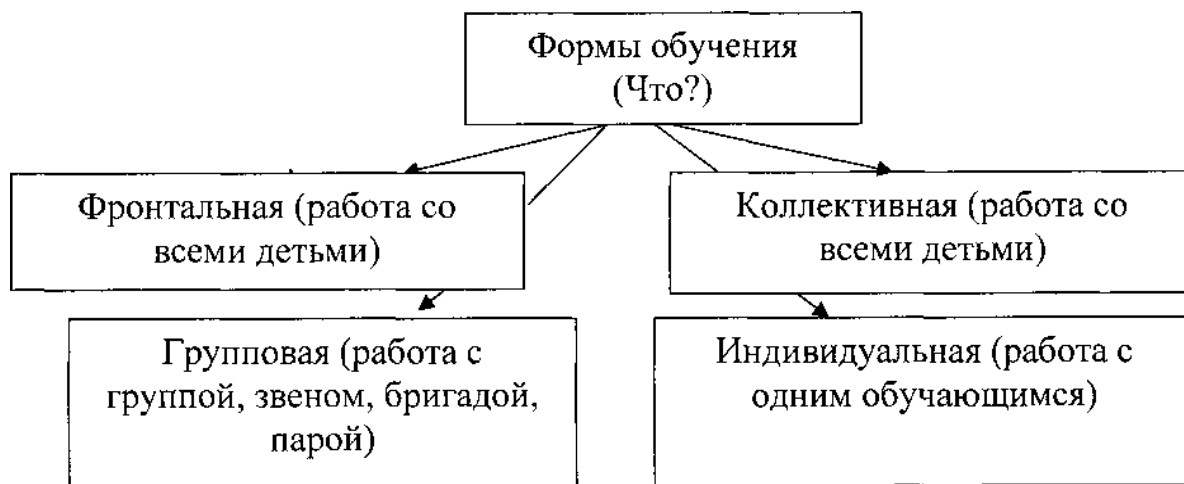 Формы обучения
(Что?)
Фронтальная (работа со
всеми детьми)
Коллективная (работа со
всеми детьми)
Групповая (работа с
группой, звеном, бригадой,
парой)
Индивидуальная (работа с
одним обучающимся)